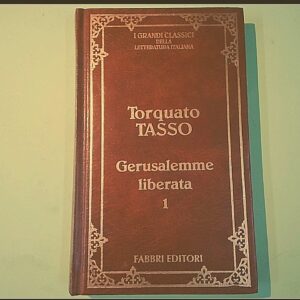 I GRANDI CLASSICI
DELLA
LETTERATURA ITALIANA
Torquato
TASSO
Gerusalemme
liberata
1
FABBRI EDITORI